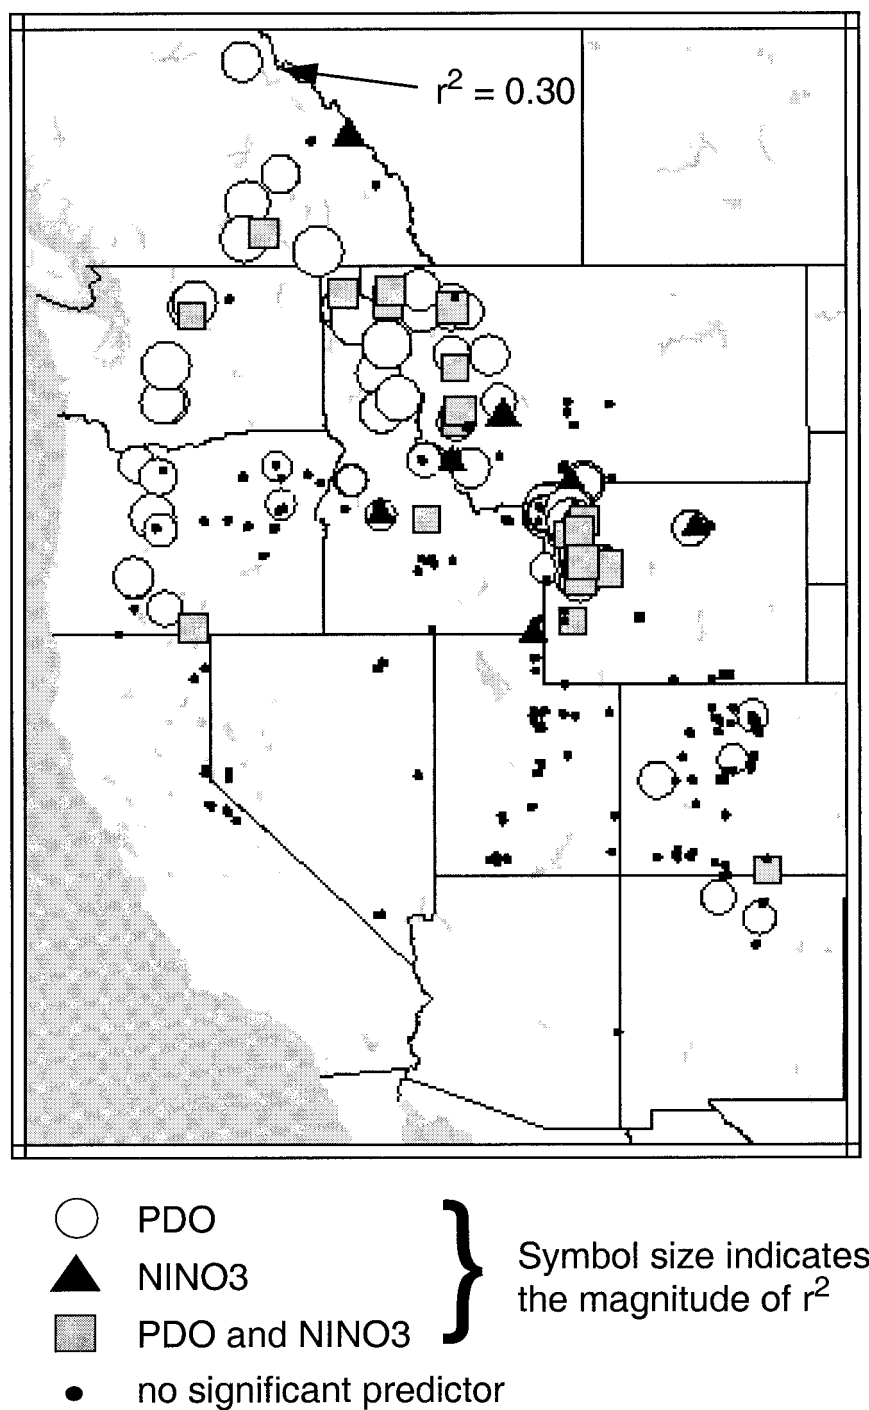 r² = 0.30
PDO
NINO3
PDO and NINO3
no significant predictor
Symbol size indicates
the magnitude of r²